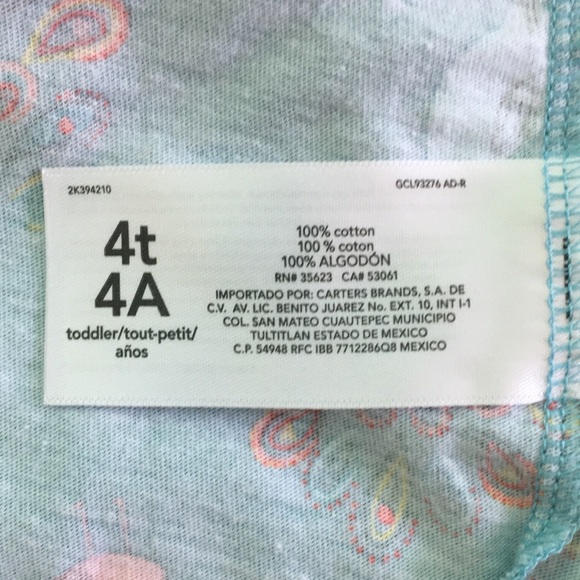 2K394210
GCL93276 AD-R
4t
4A
toddler/tout-petit/
años
100% cotton
100 % coton
100% ALGODÓN
RN# 35623 CA# 53061
IMPORTADO POR: CARTERS BRANDS, S.A. DE
C.V. AV. LIC. BENITO JUAREZ No. EXT. 10, INT I-1
COL. SAN MATEO CUAUTEPEC MUNICIPIO
TULTITLAN ESTADO DE MEXICO
C.P. 54948 RFC IBB 7712286Q8 MEXICO